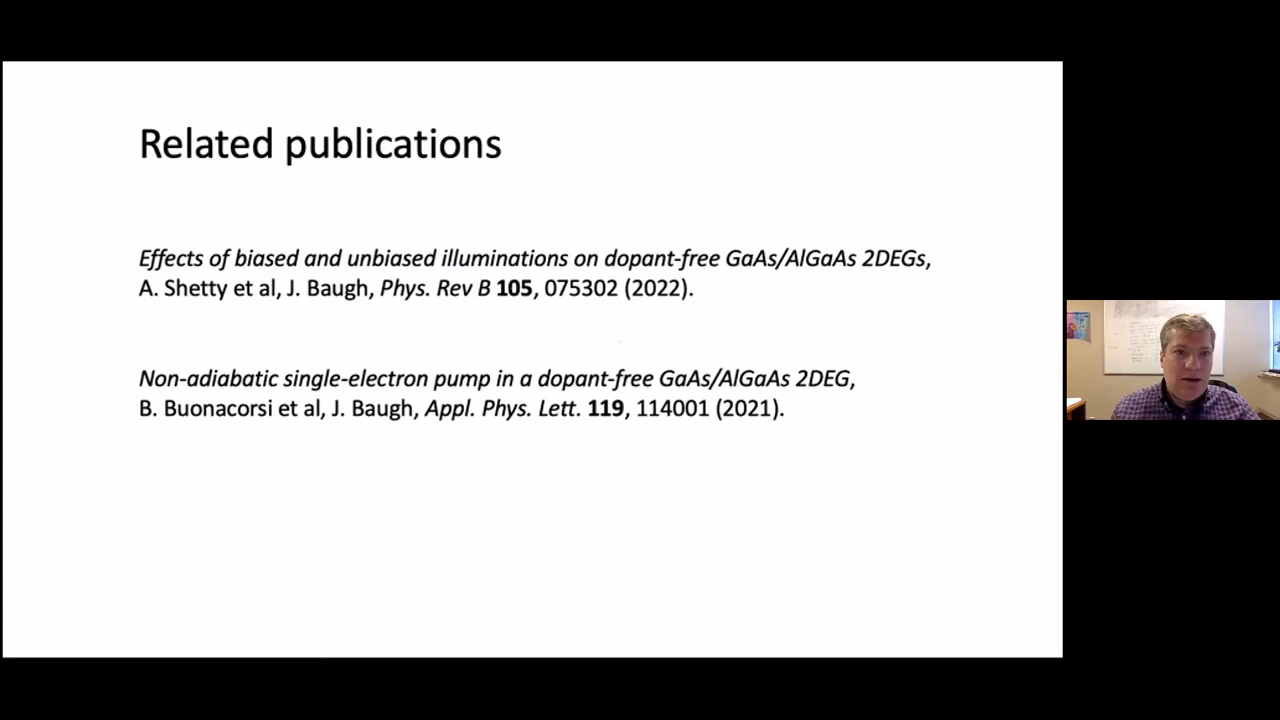 Related publications
Effects of biased and unbiased illuminations on dopant-free GaAs/AlGaAs 2DEGs,
A. Shetty et al, J. Baugh, Phys. Rev B 105, 075302 (2022).
Non-adiabatic single-electron pump in a dopant-free GaAs/AlGaAs 2DEG,
B. Buonacorsi et al, J. Baugh, Appl. Phys. Lett. 119, 114001 (2021).